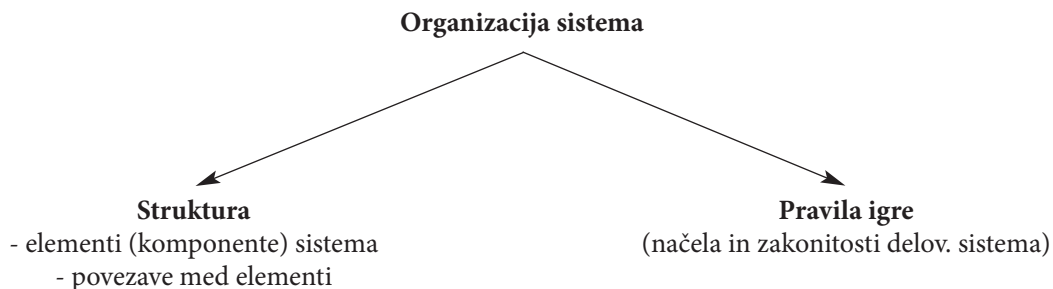 Organizacija sistema
Struktura
- elementi (komponente) sistema
- povezave med elementi
Pravila igre
(načela in zakonitosti delov. sistema)